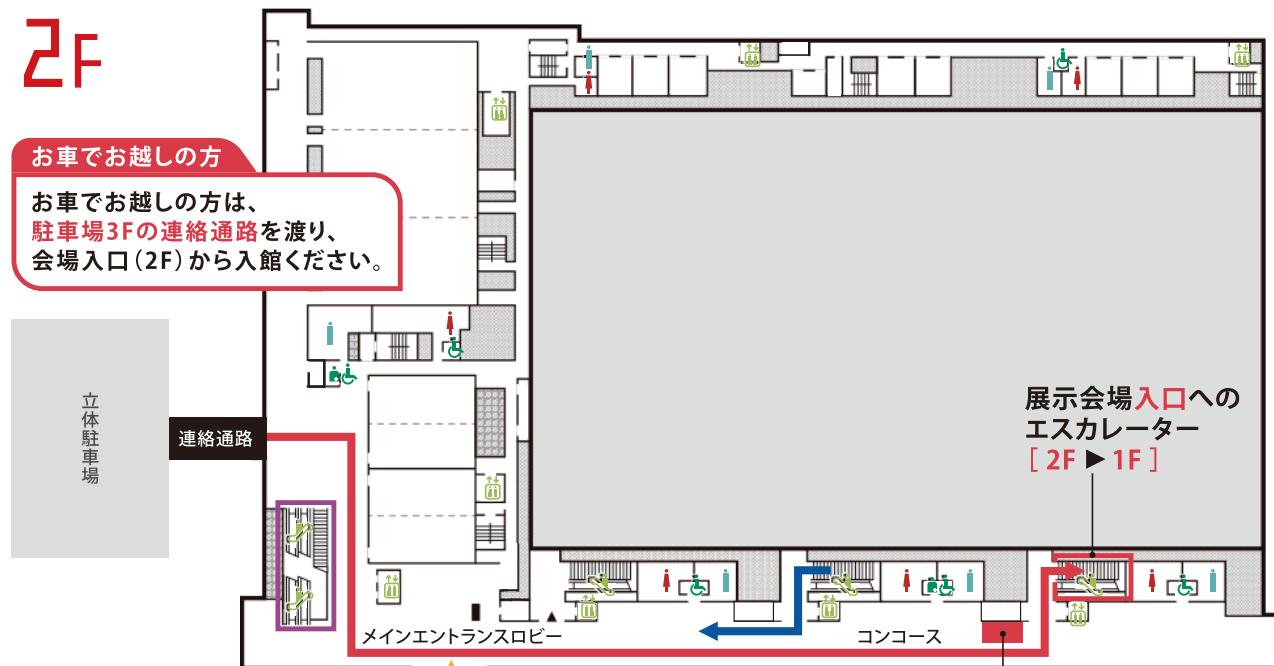 2F
お車でお越しの方
お車でお越しの方は、
駐車場3Fの連絡通路を渡り、
会場入口(2F)から入館ください。
立体駐車場
連絡通路
展示会場入口への
エスカレーター
[ 2F ▶ 1F ]
メインエントランスロビー
コンコース